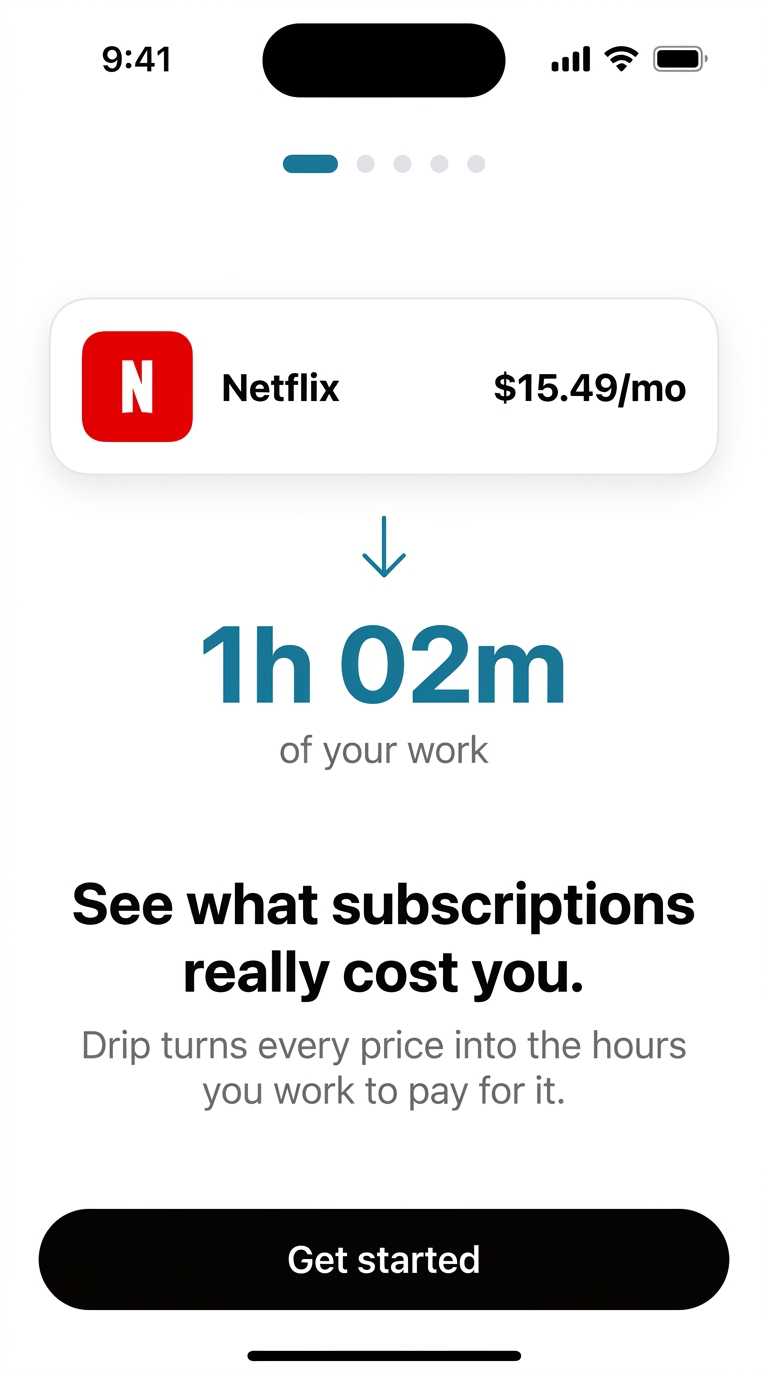 9:41
N
Netflix
$15.49/mo
1h 02m
of your work
See what subscriptions
really cost you.
Drip turns every price into the hours
you work to pay for it.
Get started